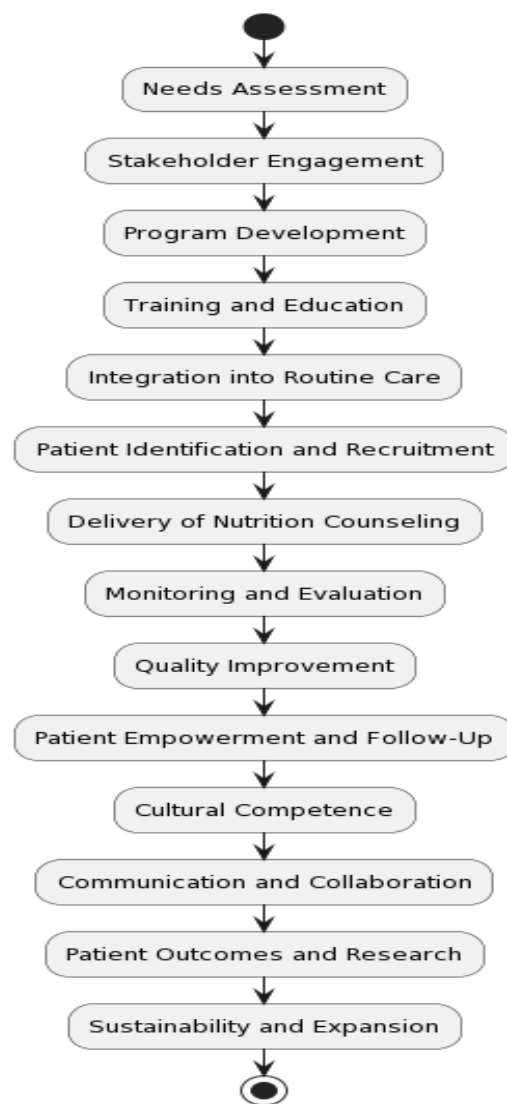 Needs Assessment
Stakeholder Engagement
Program Development
Training and Education
Integration into Routine Care
Patient Identification and Recruitment
Delivery of Nutrition Counseling
Monitoring and Evaluation
Quality Improvement
Patient Empowerment and Follow-Up
Cultural Competence
Communication and Collaboration
Patient Outcomes and Research
Sustainability and Expansion